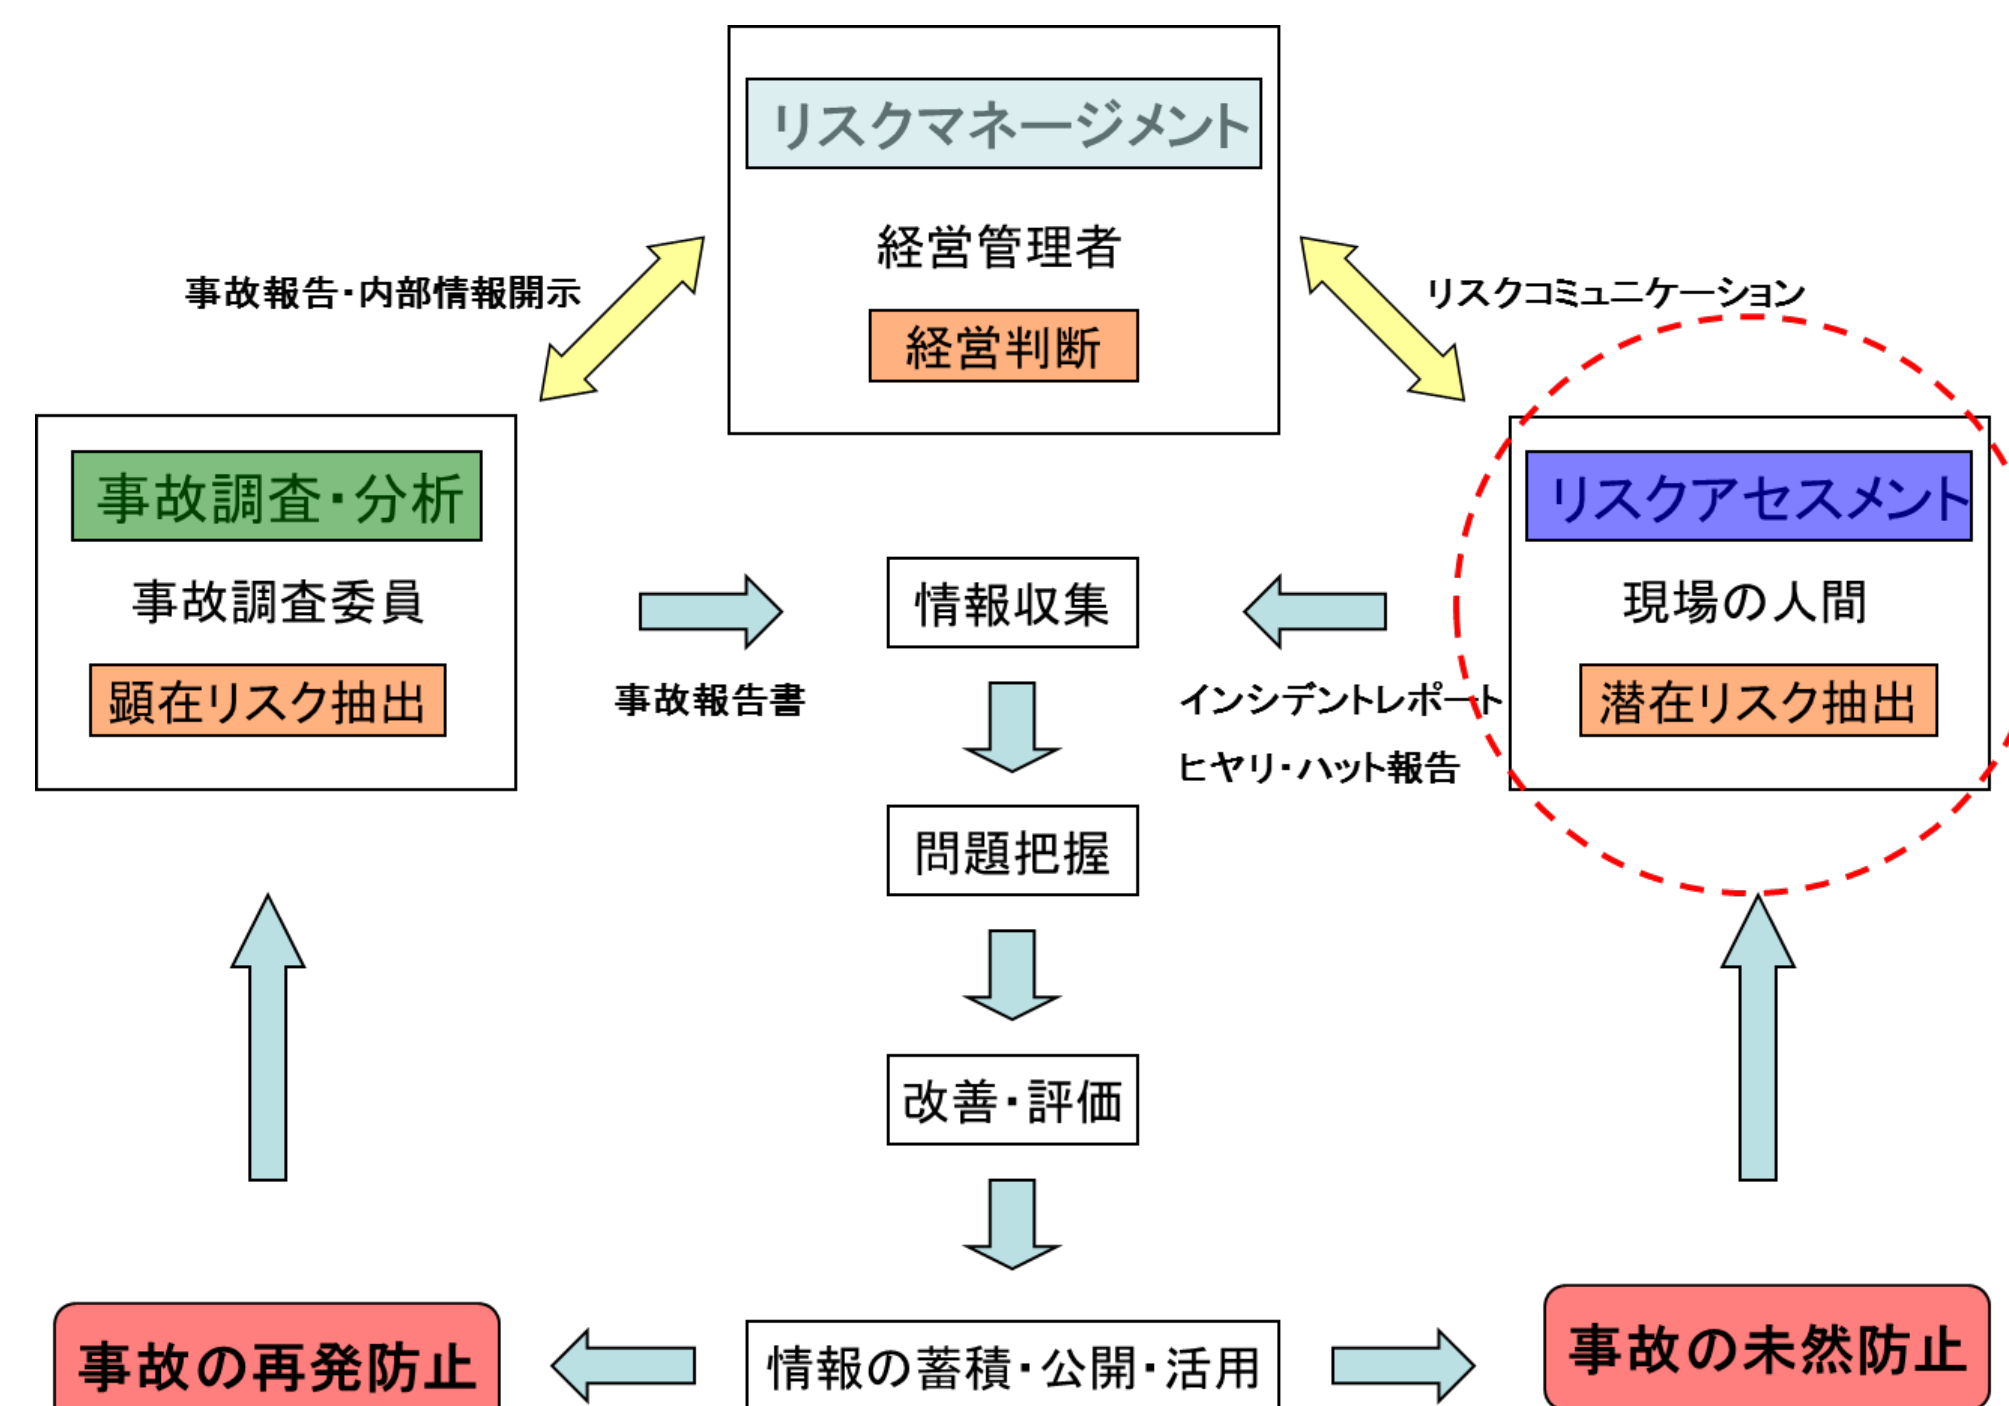 リスクマネージメント
経営管理者
経営判断
事故報告・内部情報開示
リスクコミュニケーション
事故調査・分析
事故調査委員
顕在リスク抽出
リスクアセスメント
現場の人間
潜在リスク抽出
情報収集
事故報告書
インシデントレポート
ヒヤリ・ハット報告
問題把握
改善・評価
情報の蓄積・公開・活用
事故の再発防止
事故の未然防止